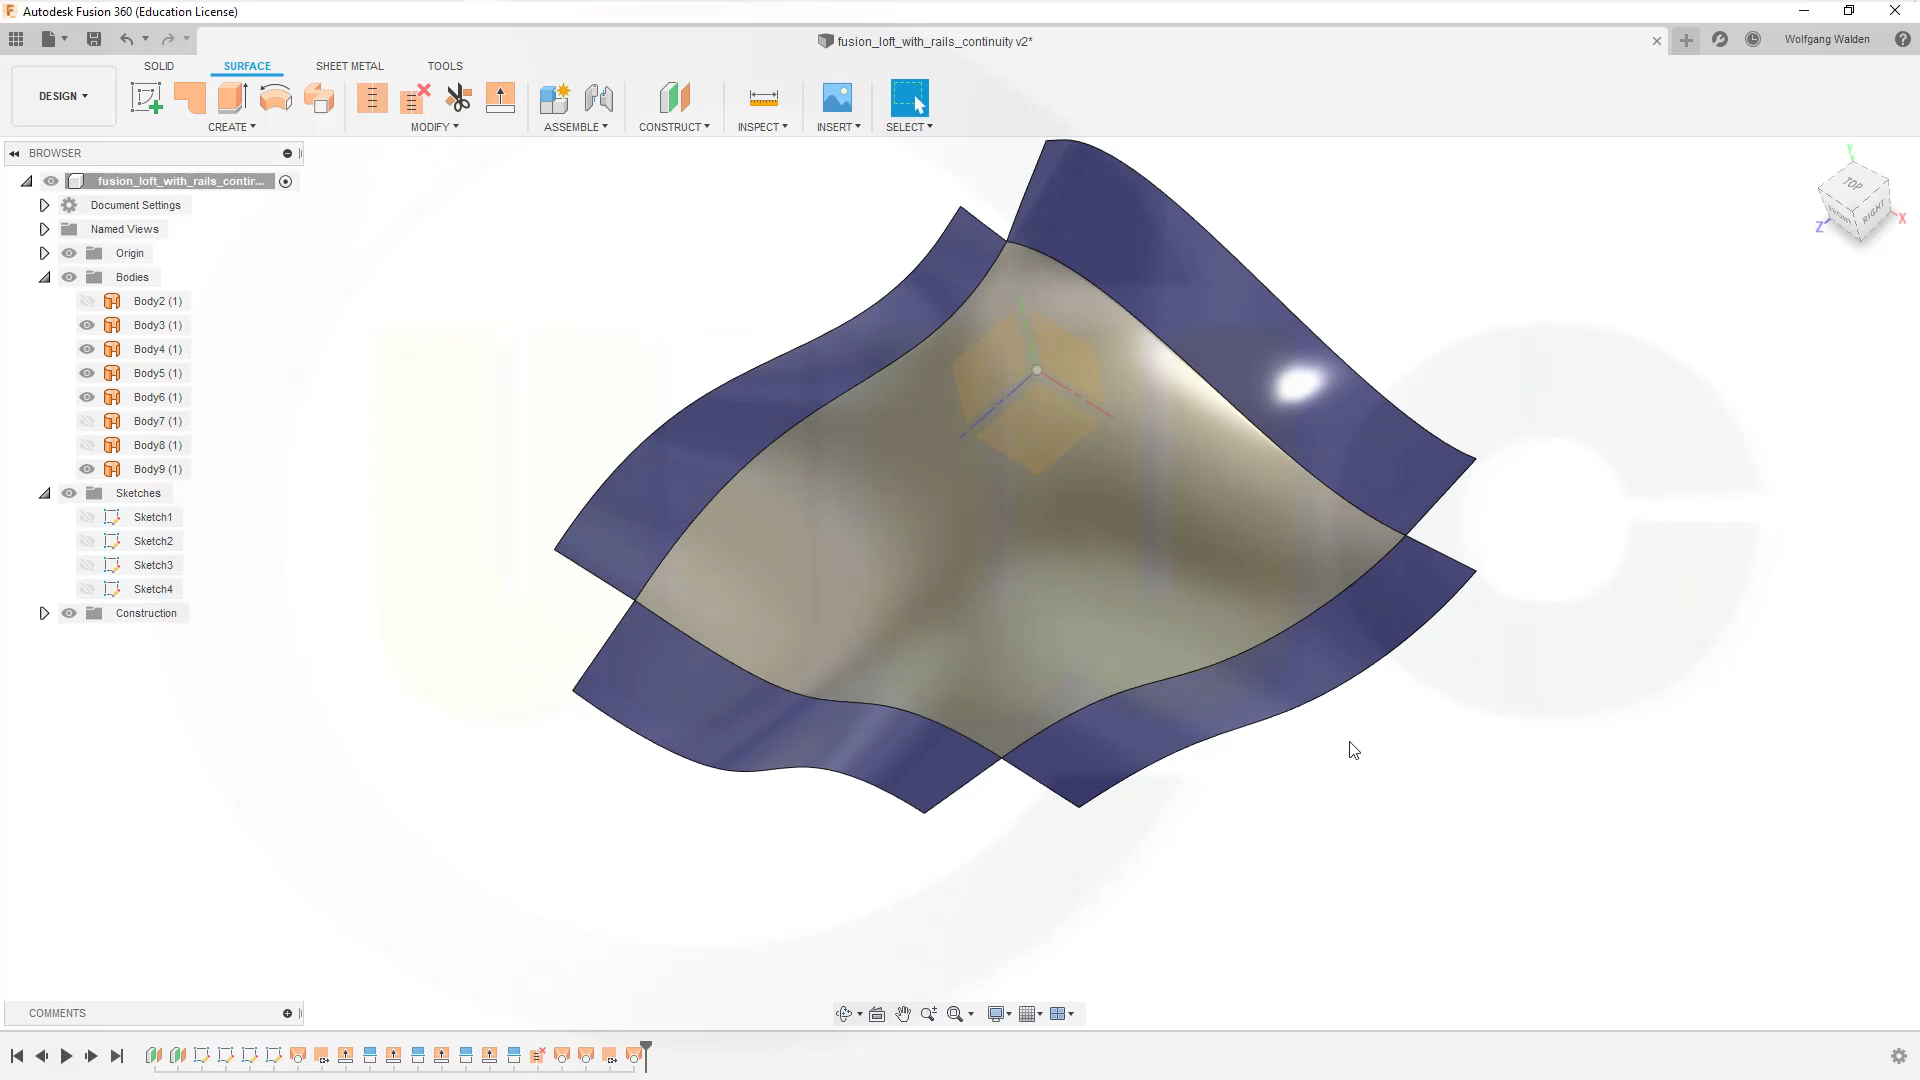 Autodesk Fusion 360 (Education License)
fusion_loft_with_rails_continuity v2*
Wolfgang Walden
SOLID
SURFACE
SHEET METAL
TOOLS
DESIGN
CREATE
MODIFY
ASSEMBLE
CONSTRUCT
INSPECT
INSERT
SELECT
BROWSER
fusion_loft_with_rails_contir...
Document Settings
Named Views
Origin
Bodies
Body2 (1)
Body3 (1)
Body4 (1)
Body5 (1)
Body6 (1)
Body7 (1)
Body8 (1)
Body9 (1)
Sketches
Sketch1
Sketch2
Sketch3
Sketch4
Construction
Y
TOP
RIGHT
Z
X
COMMENTS